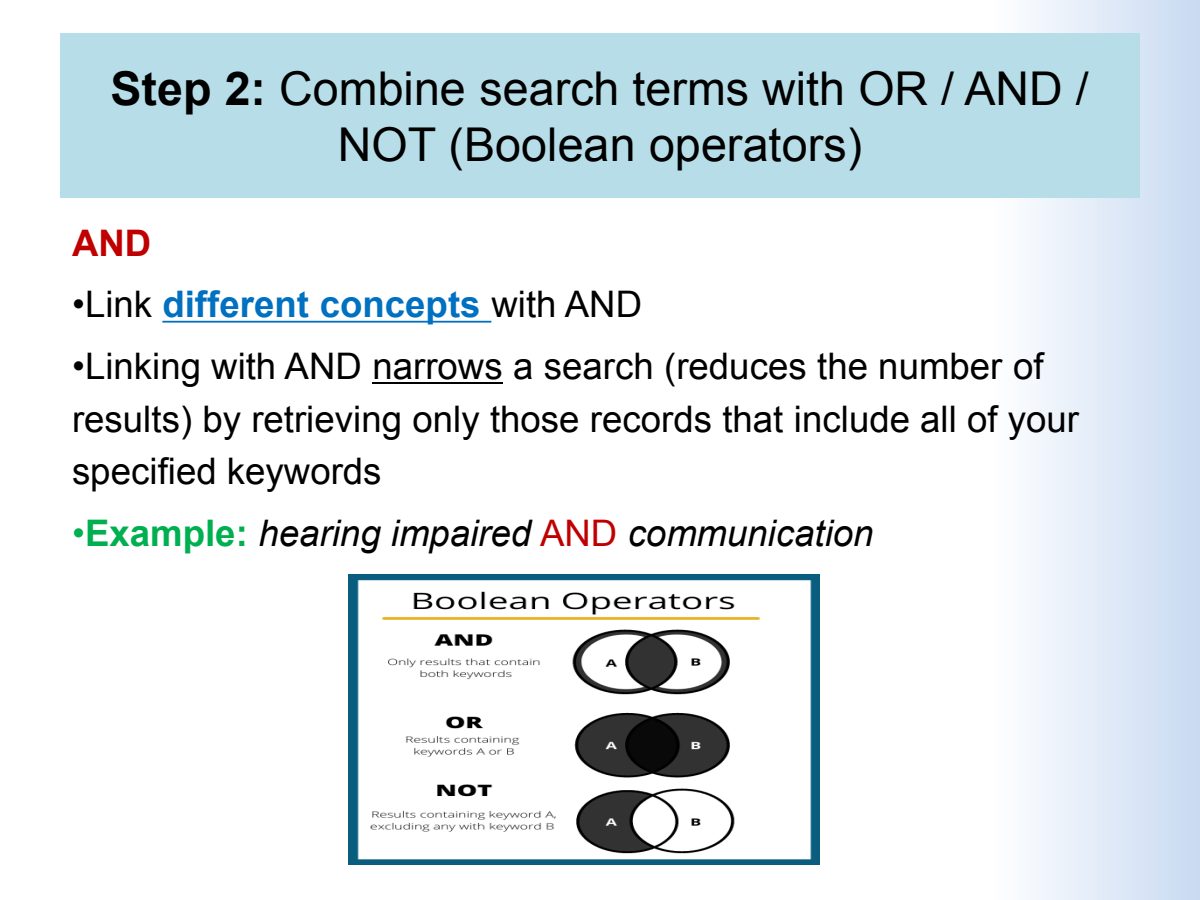 Step 2: Combine search terms with OR / AND /
NOT (Boolean operators)
AND
•Link different concepts with AND
•Linking with AND narrows a search (reduces the number of
results) by retrieving only those records that include all of your
specified keywords
•Example: hearing impaired AND communication
Boolean Operators
AND
Only results that contain
both keywords
A B
OR
Results containing
keywords A or B
A B
NOT
Results containing keyword A,
excluding any with keyword B
A B